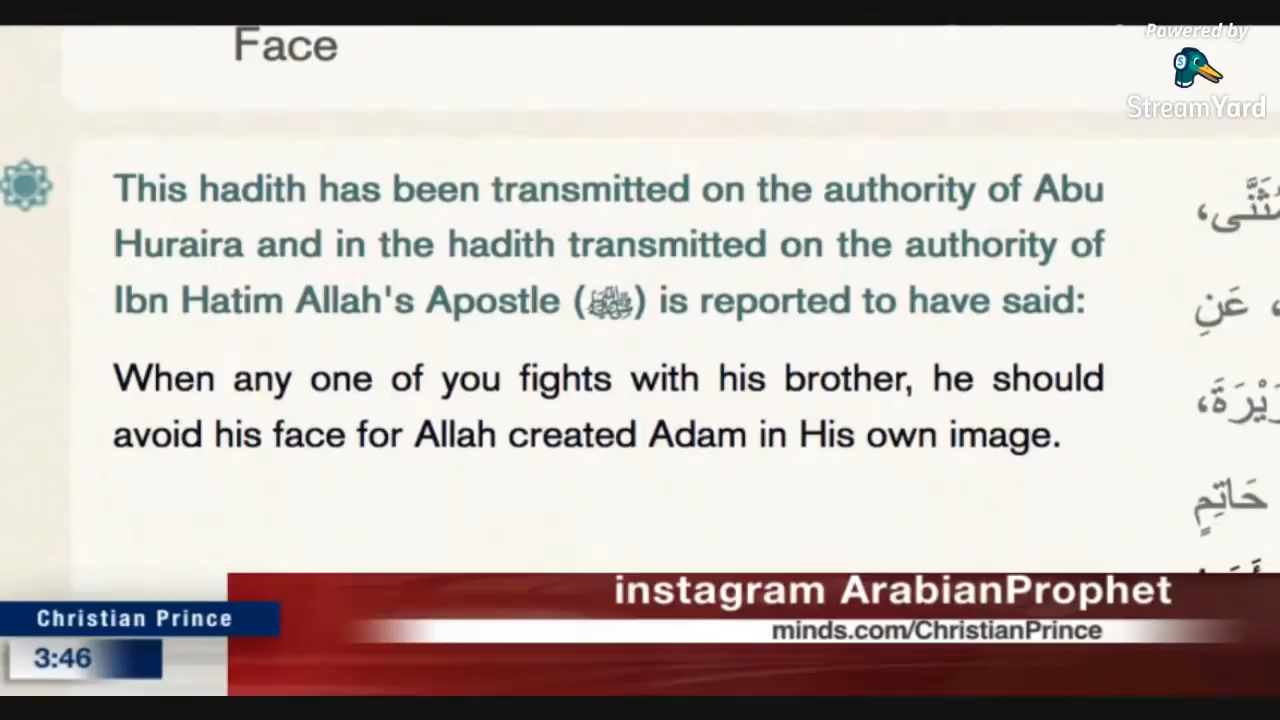 Face
Powered by
StreamYard
This hadith has been transmitted on the authority of Abu
Huraira and in the hadith transmitted on the authority of
Ibn Hatim Allah's Apostle (ﷺ) is reported to have said:
When any one of you fights with his brother, he should
avoid his face for Allah created Adam in His own image.
عَنِ
حَاتِمٍ
instagram ArabianProphet
minds.com/ChristianPrince
Christian Prince
3:46